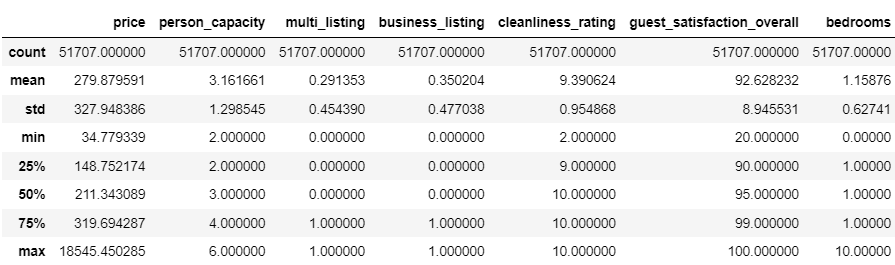 price person_capacity multi_listing business_listing cleanliness_rating guest_satisfaction_overall bedrooms
count 51707.000000 51707.000000 51707.000000 51707.000000 51707.000000 51707.000000 51707.00000
mean 279.879591 3.161661 0.291353 0.350204 9.390624 92.628232 1.15876
std 327.948386 1.298545 0.454390 0.477038 0.954868 8.945531 0.62741
min 34.779339 2.000000 0.000000 0.000000 2.000000 20.000000 0.00000
25% 148.752174 2.000000 0.000000 0.000000 9.000000 90.000000 1.00000
50% 211.343089 3.000000 0.000000 0.000000 10.000000 95.000000 1.00000
75% 319.694287 4.000000 1.000000 1.000000 10.000000 99.000000 1.00000
max 18545.450285 6.000000 1.000000 1.000000 10.000000 100.000000 10.00000